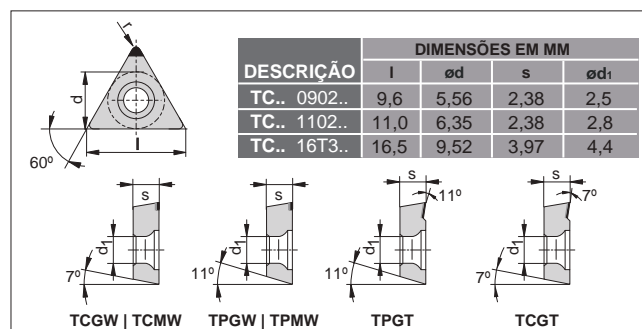 r
d
60º
l
DESCRIÇÃO
DIMENSÕES EM MM
l ød s ød1
TC.. 0902.. 9,6 5,56 2,38 2,5
TC.. 1102.. 11,0 6,35 2,38 2,8
TC.. 16T3.. 16,5 9,52 3,97 4,4
s s s 11º s 7º
d1 d1 d1 d1
7º 11º 11º 7º
TCGW | TCMW TPGW | TPMW TPGT TCGT